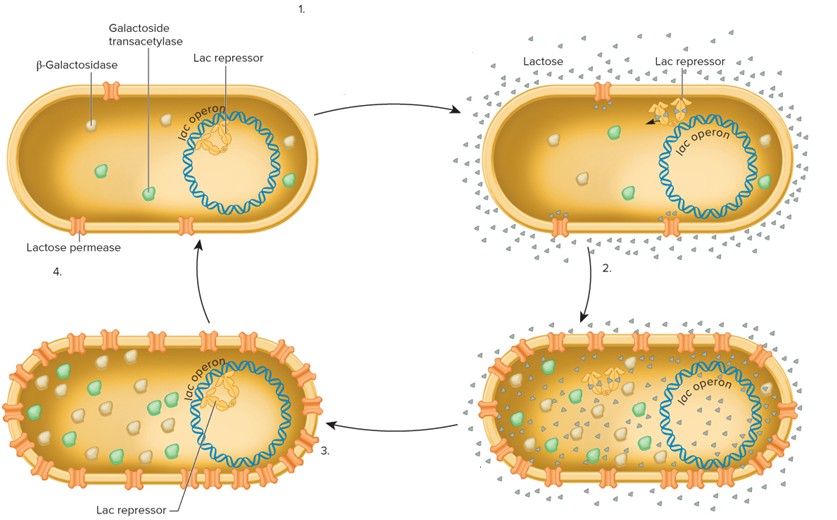 1.
Galactoside
transacetylase
β-Galactosidase
Lac repressor
lac operon
Lactose permease
Lactose
Lac repressor
lac operon
2.
4.
lac operon
Lac repressor
3.
lac operon